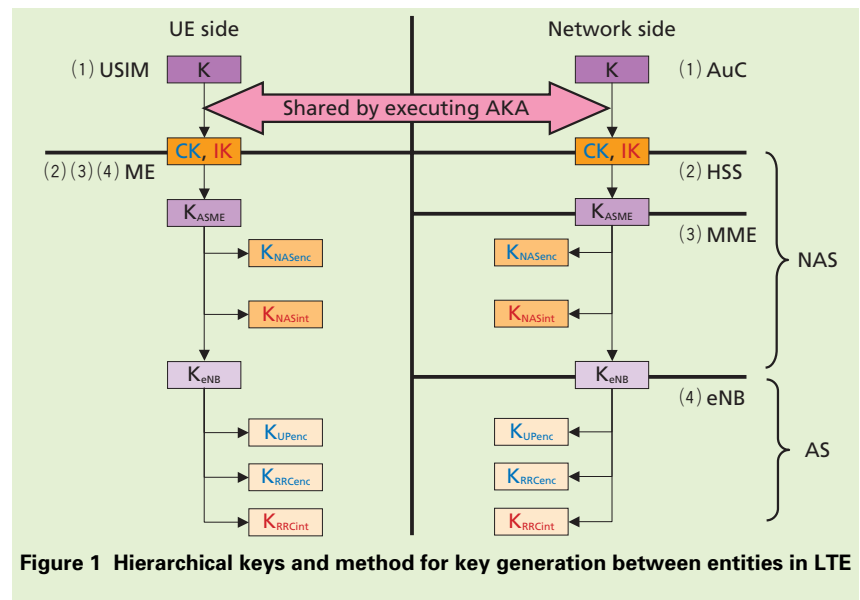 UE side
Network side
(1) USIM
K
K
(1) AuC
Shared by executing AKA
CK, IK
CK, IK
(2)(3)(4) ME
(2) HSS
KASME
KASME
(3) MME
KNASenc
KNASenc
NAS
KNASint
KNASint
KeNB
KeNB
(4) eNB
KUPenc
KUPenc
AS
KRRCenc
KRRCenc
KRRCint
KRRCint
Figure 1 Hierarchical keys and method for key generation between entities in LTE